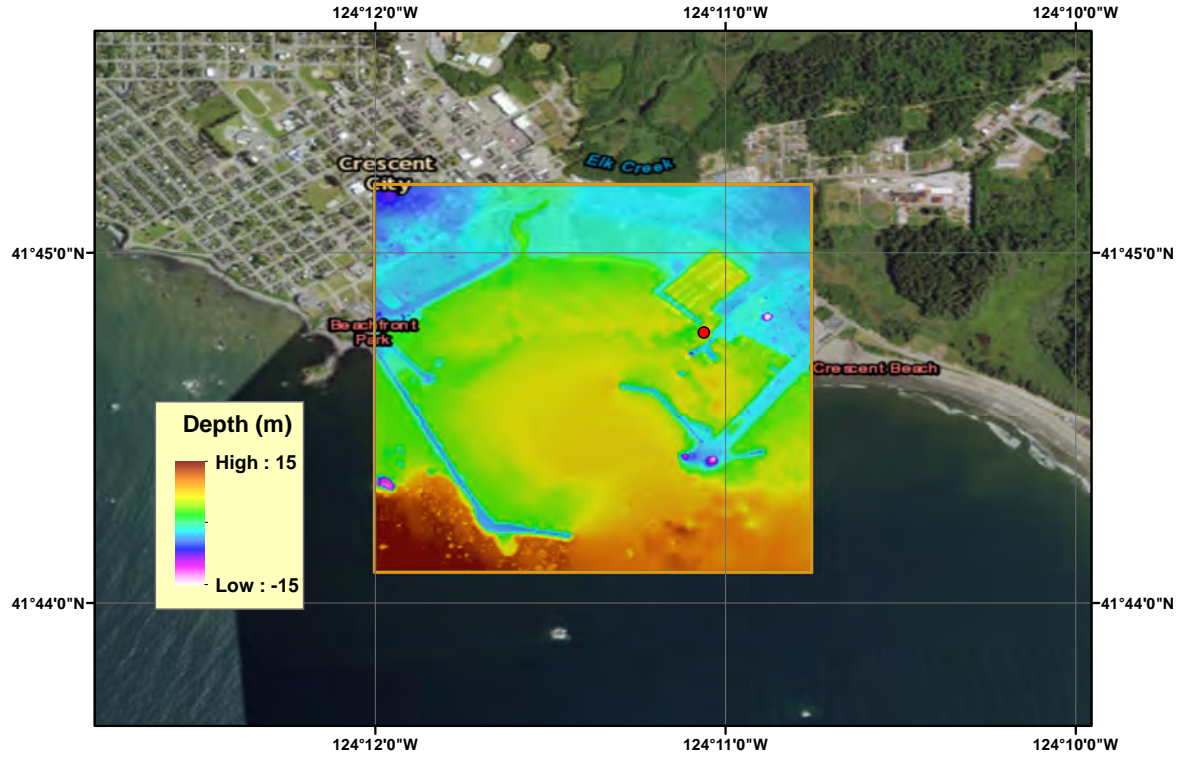 124°12'0"W
124°11'0"W
124°10'0"W
Crescent
City
Elk Creek
41°45'0"N
41°45'0"N
Beachfront
Park
Crescent Beach
Depth (m)
High : 15
Low : -15
41°44'0"N
41°44'0"N
124°12'0"W
124°11'0"W
124°10'0"W